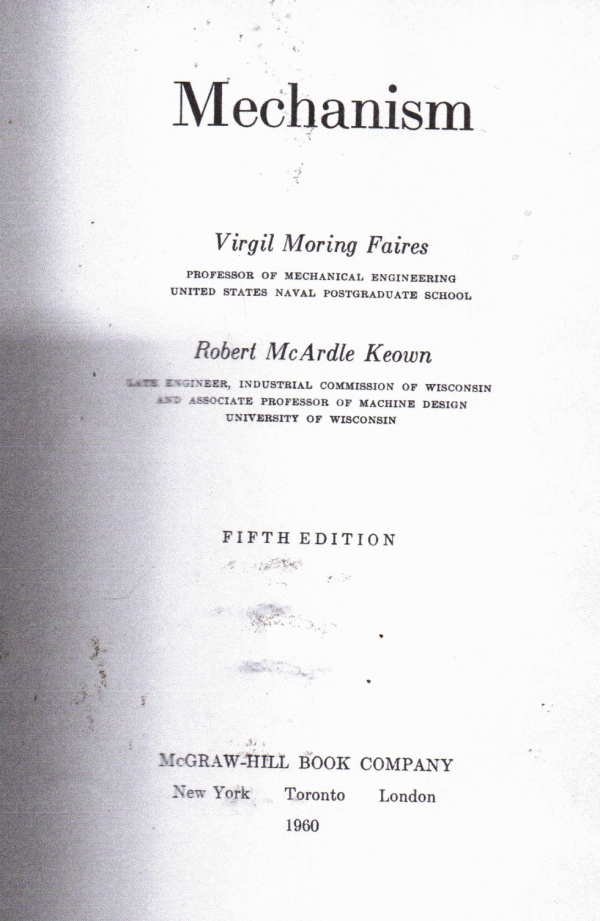 Mechanism
Virgil Moring Faires
PROFESSOR OF MECHANICAL ENGINEERING
UNITED STATES NAVAL POSTGRADUATE SCHOOL
Robert McArdle Keown
LATE ENGINEER, INDUSTRIAL COMMISSION OF WISCONSIN
AND ASSOCIATE PROFESSOR OF MACHINE DESIGN
UNIVERSITY OF WISCONSIN
FIFTH EDITION
McGRAW-HILL BOOK COMPANY
New York Toronto London
1960